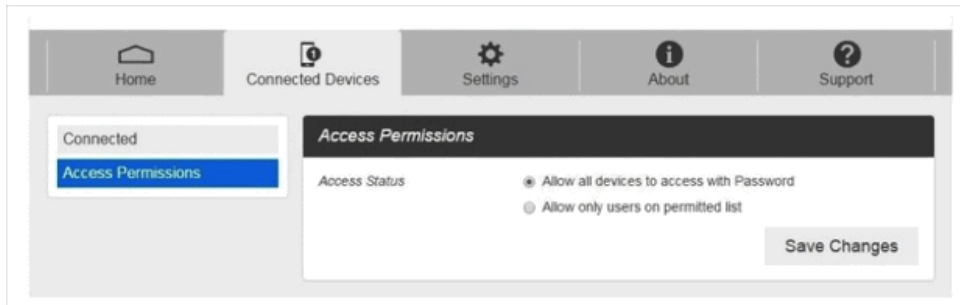 1
Home
Connected Devices
Settings
About
Support
Connected
Access Permissions
Access Permissions
Access Status
Allow all devices to access with Password
Allow only users on permitted list
Save Changes